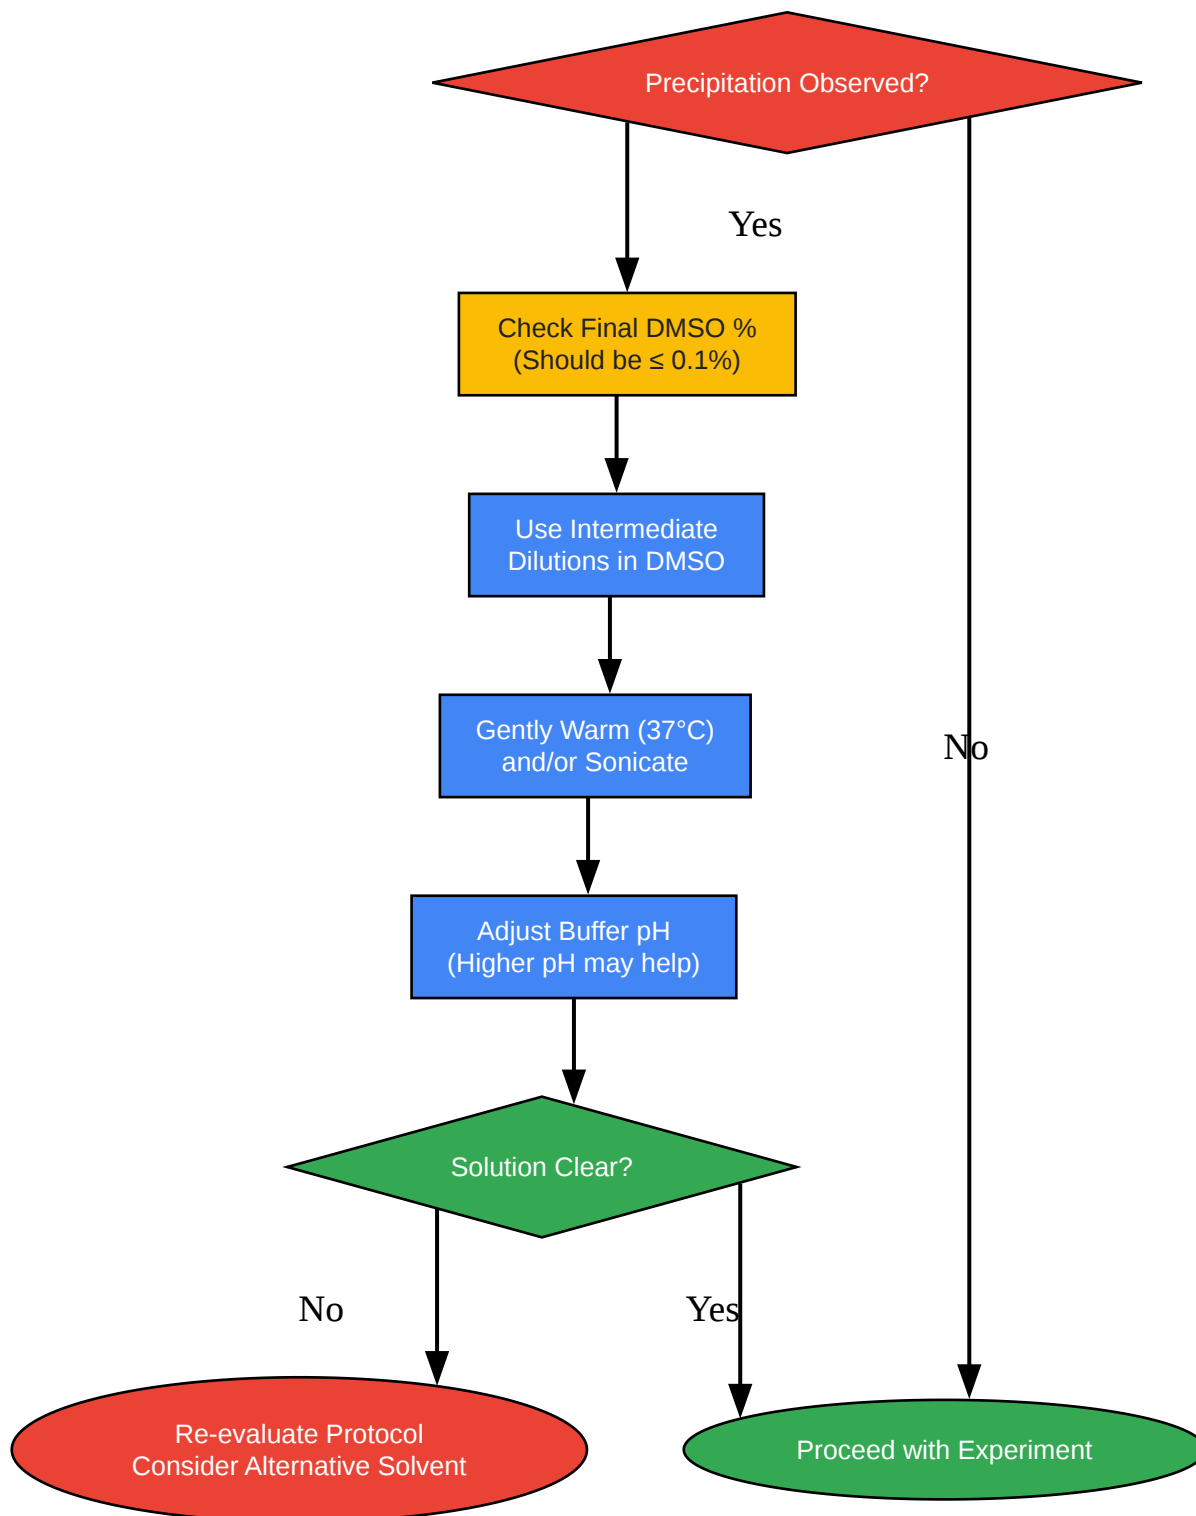 Precipitation Observed?
Yes
Check Final DMSO %
(Should be ≤ 0.1%)
Use Intermediate
Dilutions in DMSO
Gently Warm (37°C)
and/or Sonicate
No
Adjust Buffer pH
(Higher pH may help)
Solution Clear?
No
Yes
Re-evaluate Protocol
Consider Alternative Solvent
Proceed with Experiment